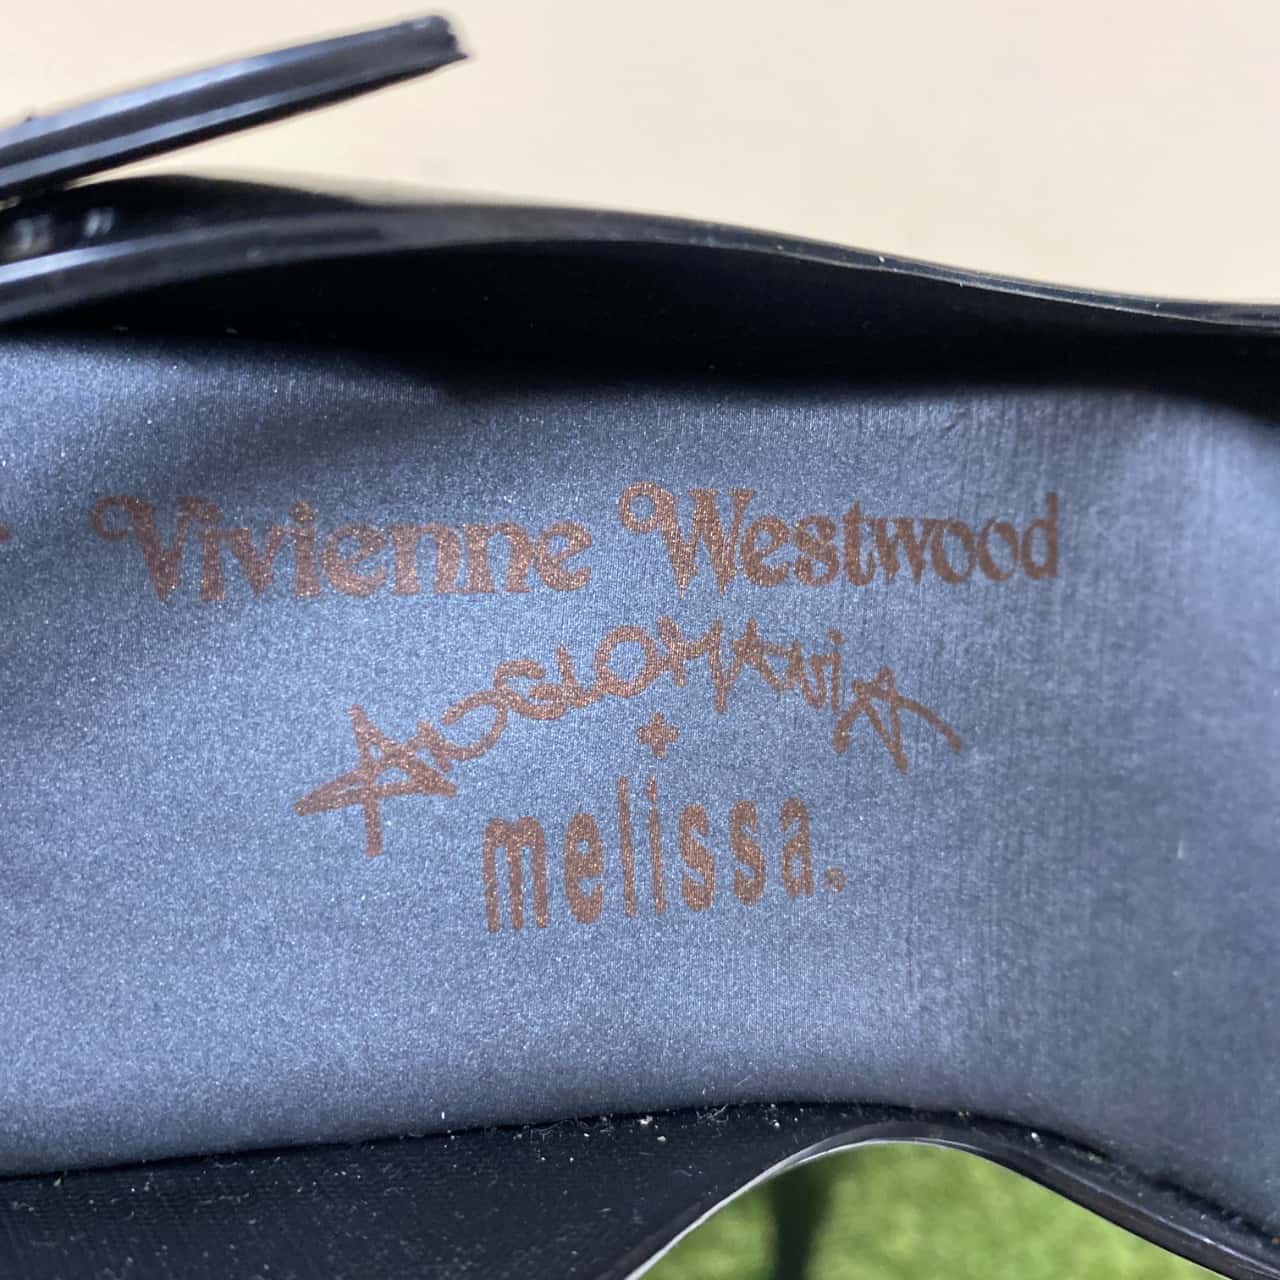 Vivienne Westwood
ANGLOMANIA
+
melissa.